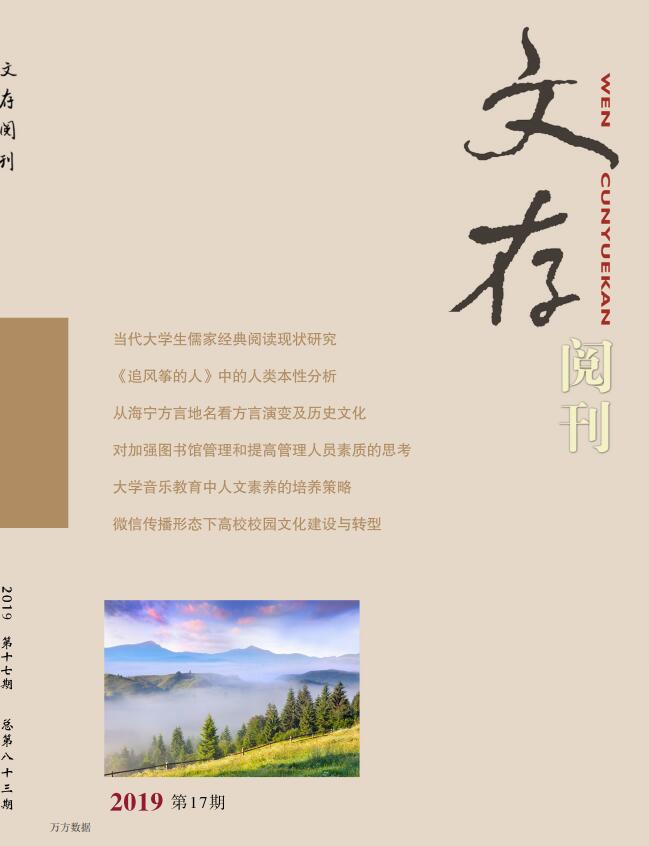 文存阅刊
文存
阅刊
WEN CUNYUEKAN
当代大学生儒家经典阅读现状研究
《追风筝的人》中的人类本性分析
从海宁方言地名看方言演变及历史文化
对加强图书馆管理和提高管理人员素质的思考
大学音乐教育中人文素养的培养策略
微信传播形态下高校校园文化建设与转型
2019 第十七期 总第八十三期
2019 第17期
万方数据